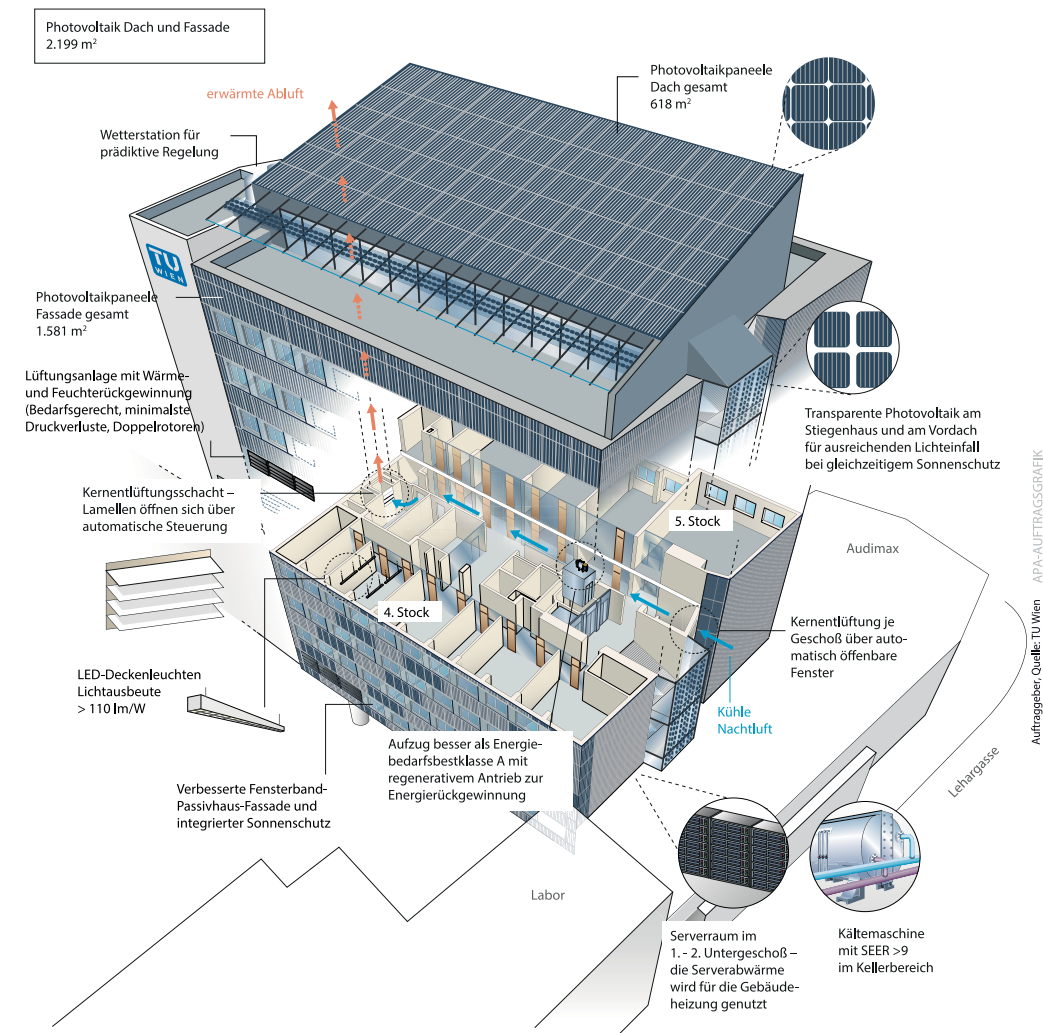 Photovoltaik Dach und Fassade
2.199 m²
erwärmte Abluft
Photovoltaikpaneele
Dach gesamt
618 m²
Wetterstation für
prädiktive Regelung
TU
WIEN
Photovoltaikpaneele
Fassade gesamt
1.581 m²
Lüftungsanlage mit Wärme-
und Feuchterückgewinnung
(Bedarfsgerecht, minimalste
Druckverluste, Doppelrotoren)
Transparente Photovoltaik am
Stiegenhaus und am Vordach
für ausreichenden Lichteinfall
bei gleichzeitigem Sonnenschutz
Kernentlüftungsschacht –
Lamellen öffnen sich über
automatische Steuerung
5. Stock
Audimax
4. Stock
Kernentlüftung je
Geschoß über auto-
matisch öffenbare
Fenster
LED-Deckenleuchten
Lichtausbeute
> 110 lm/W
Kühle
Nachtluft
Aufzug besser als Energie-
bedarfsbestklasse A mit
regenerativem Antrieb zur
Energierückgewinnung
Verbesserte Fensterband-
Passivhaus-Fassade und
integrierter Sonnenschutz
Lehargasse
Labor
Serverraum im
1. - 2. Untergeschoß –
die Serverabwärme
wird für die Gebäude-
heizung genutzt
Kältemaschine
mit SEER >9
im Kellerbereich
Auftraggeber, Quelle: TU Wien
APA-AUFTRAGSGRAFIK